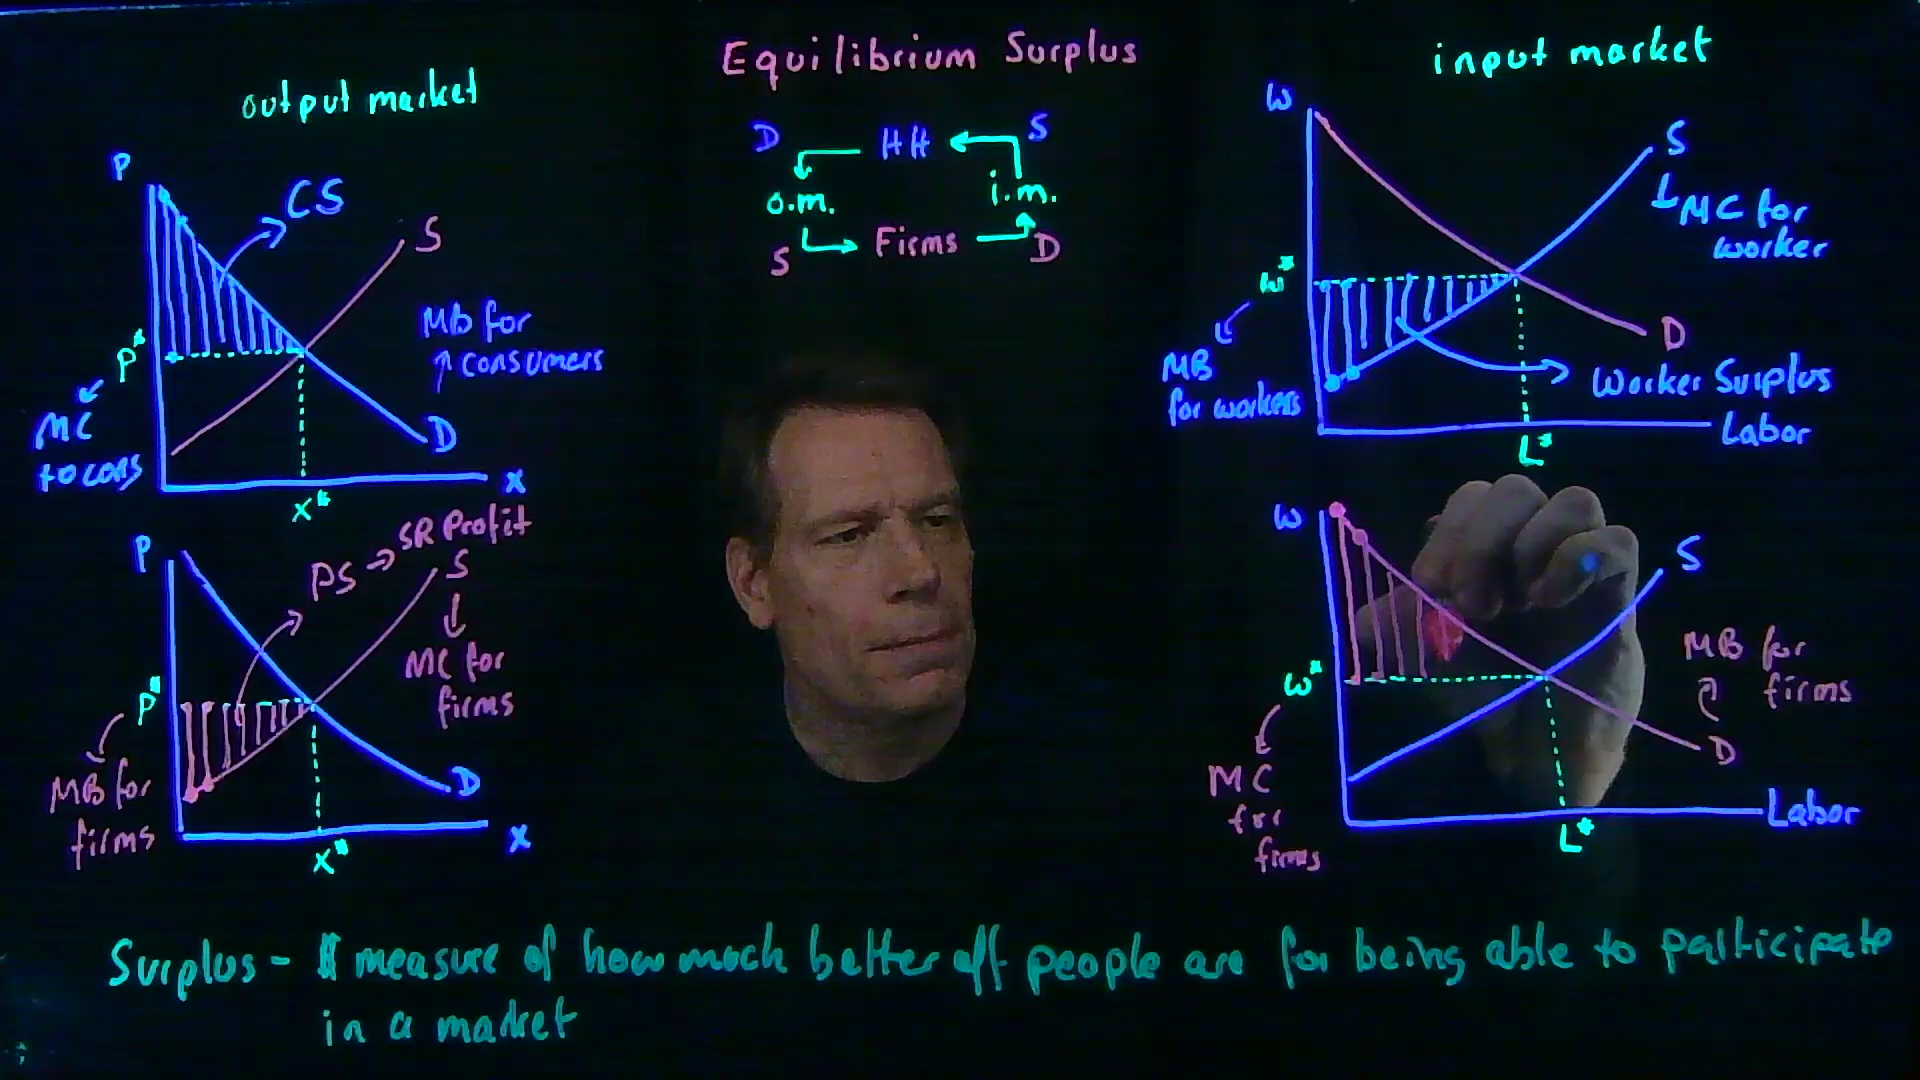 Equilibrium Surplus
output market
P
CS
S
MB for
consumers
P*
MC
to cons
D
X
X*
D HH S
o.m. i.m.
S Firms D
input market
W
S
MC for
worker
W*
MB
for workers
D
Worker Surplus
Labor
L*
P
PS → SR Profit
S
MC for
firms
P*
MB for
firms
D
X
X*
W
S
MB for
firms
W*
MC
for
firms
D
Labor
L*
Surplus - $ measure of how much better off people are for being able to participate
in a market